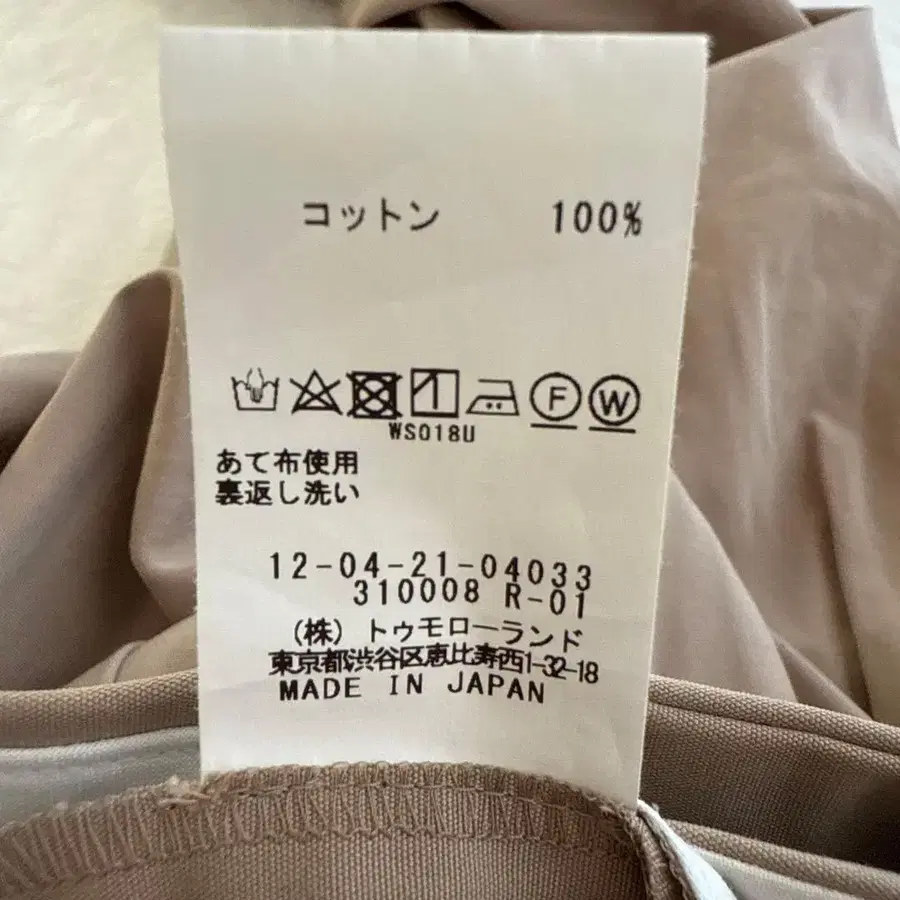 コットン 100%
F W
WS018U
あて布使用
裏返し洗い
12-04-21-04033
310008 R-01
(株) トゥモローランド
東京都渋谷区恵比寿西1-32-18
MADE IN JAPAN